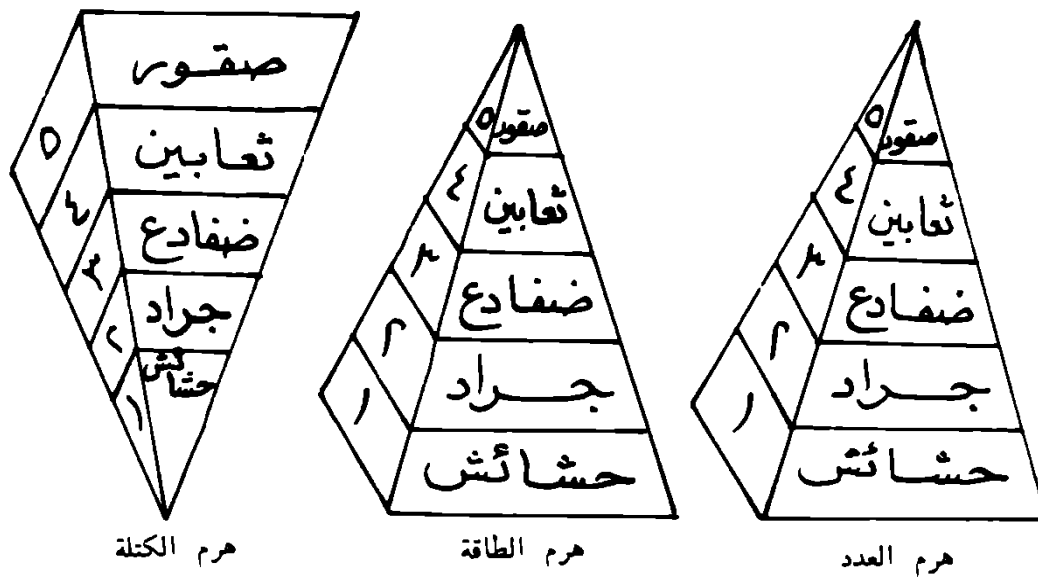 صقور
٥
ثعابين
٤
ضفادع
٣
جراد
٢
حشائش
١
هرم الكتلة
صقور
٥
ثعابين
٤
ضفادع
٣
جراد
٢
حشائش
١
هرم الطاقة
صقور
٥
ثعابين
٤
ضفادع
٣
جراد
٢
حشائش
١
هرم العدد